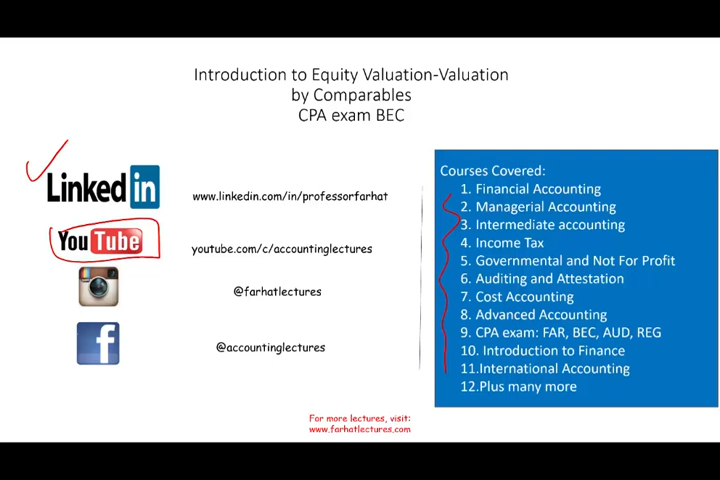 Introduction to Equity Valuation-Valuation
by Comparables
CPA exam BEC
Linked in
www.linkedin.com/in/professorfarhat
YouTube
youtube.com/c/accountinglectures
@farhatlectures
f
@accountinglectures
Courses Covered:
1. Financial Accounting
2. Managerial Accounting
3. Intermediate accounting
4. Income Tax
5. Governmental and Not For Profit
6. Auditing and Attestation
7. Cost Accounting
8. Advanced Accounting
9. CPA exam: FAR, BEC, AUD, REG
10. Introduction to Finance
11.International Accounting
12.Plus many more
For more lectures, visit:
www.farhatlectures.com